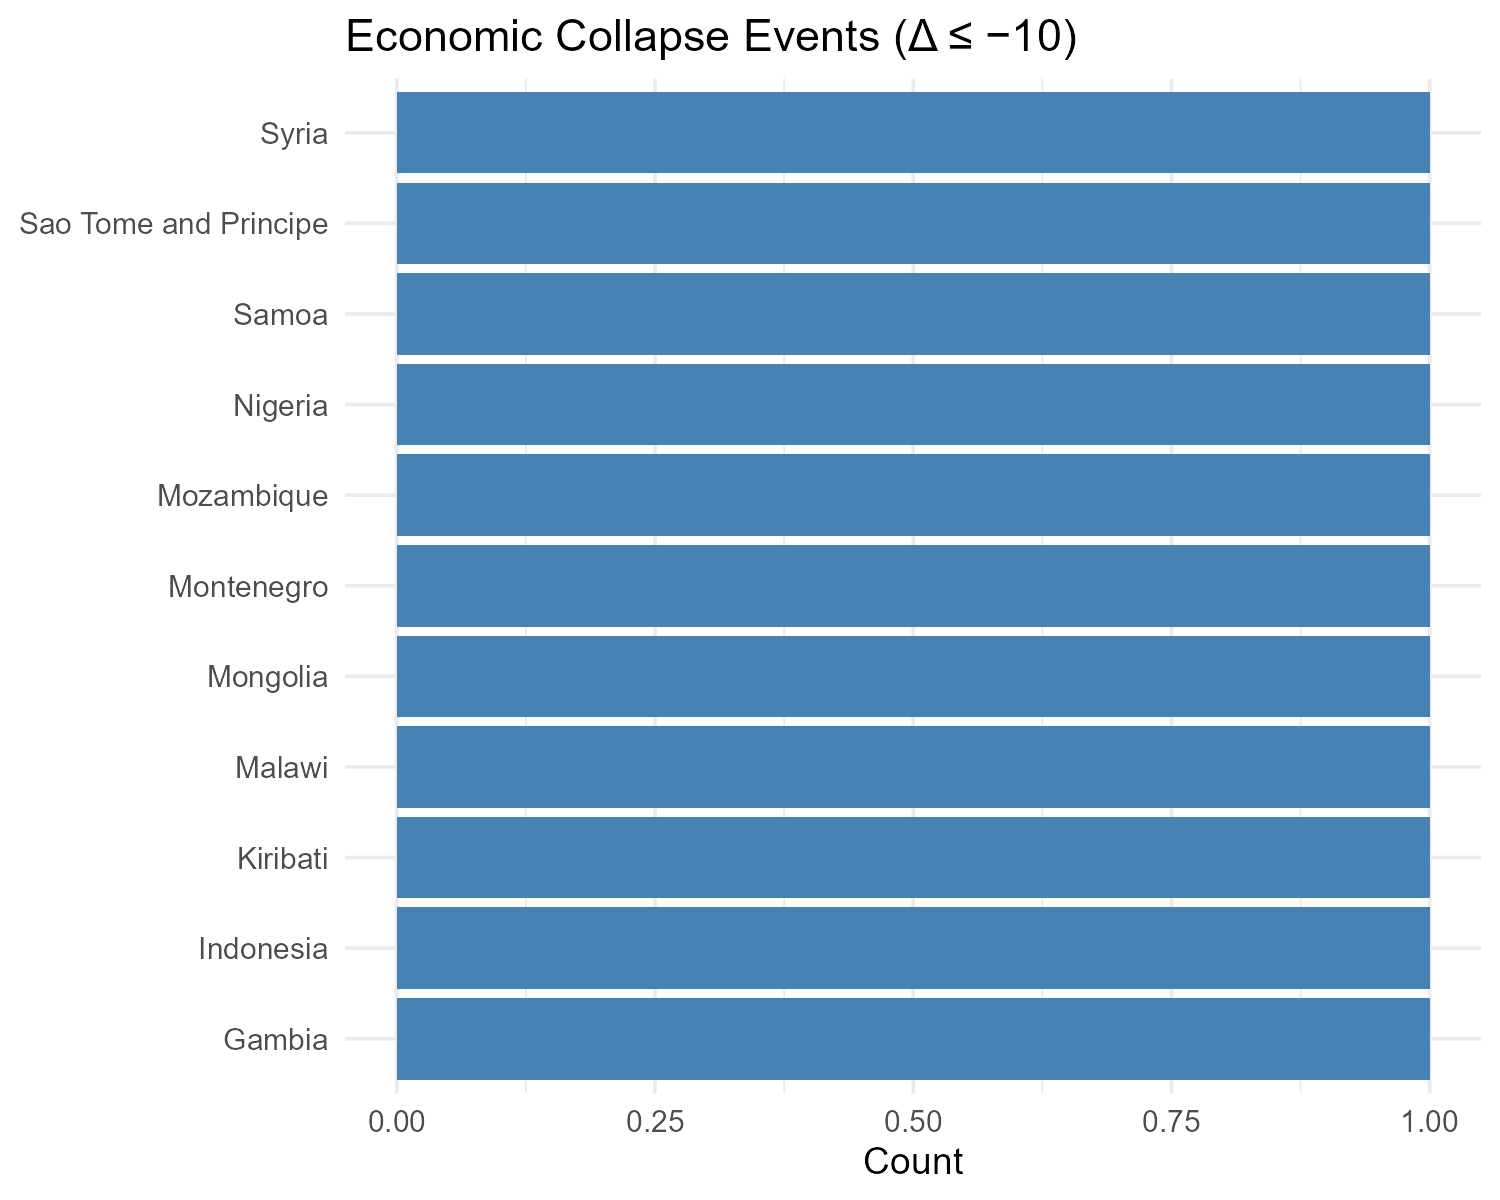 Economic Collapse Events (Δ ≤ −10)
Syria
Sao Tome and Principe
Samoa
Nigeria
Mozambique
Montenegro
Mongolia
Malawi
Kiribati
Indonesia
Gambia
0.00 0.25 0.50 0.75 1.00
Count